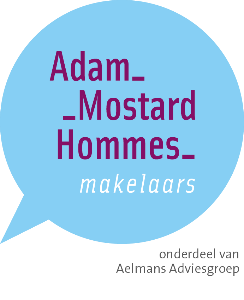 Adam_
_Mostard
Hommes_
makelaars
onderdeel van
Aelmans Adviesgroep